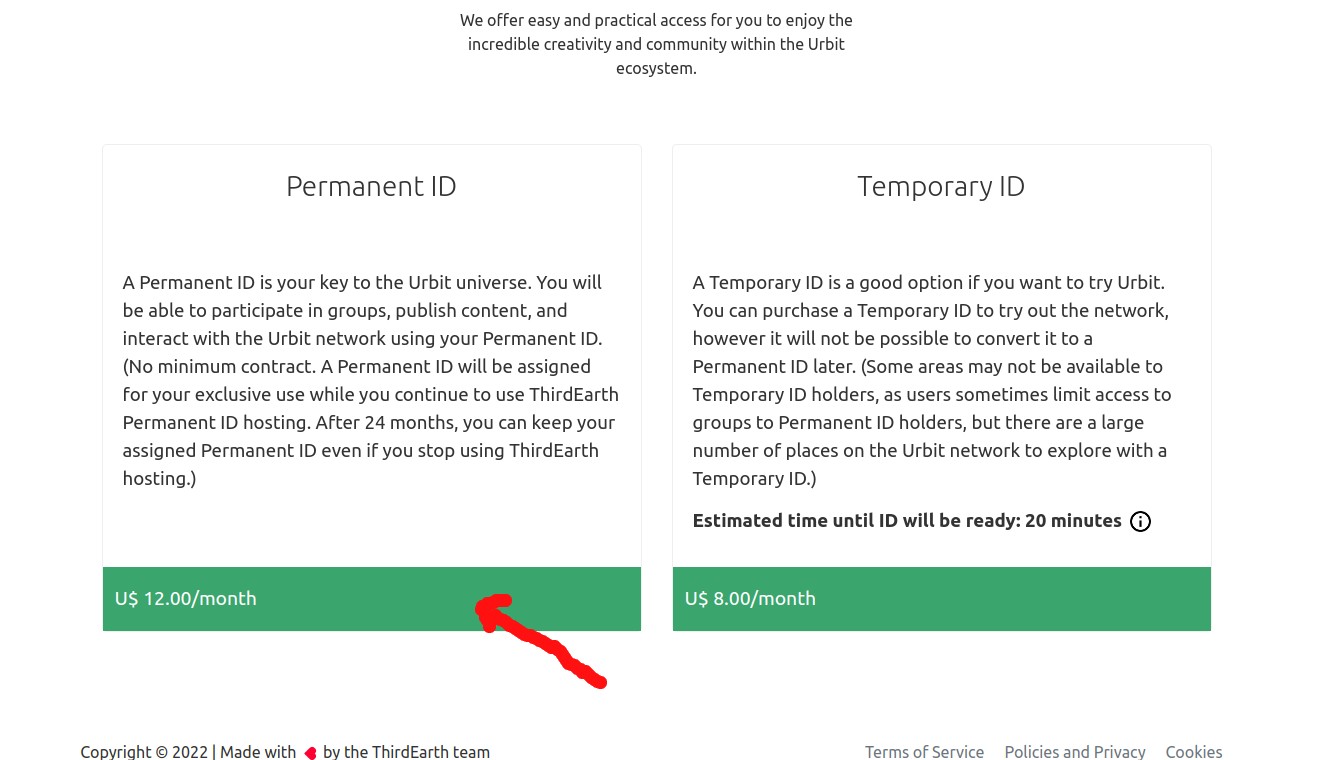 We offer easy and practical access for you to enjoy the
incredible creativity and community within the Urbit
ecosystem.
Permanent ID
A Permanent ID is your key to the Urbit universe. You will
be able to participate in groups, publish content, and
interact with the Urbit network using your Permanent ID.
(No minimum contract. A Permanent ID will be assigned
for your exclusive use while you continue to use ThirdEarth
Permanent ID hosting. After 24 months, you can keep your
assigned Permanent ID even if you stop using ThirdEarth
hosting.)
U$ 12.00/month
Temporary ID
A Temporary ID is a good option if you want to try Urbit.
You can purchase a Temporary ID to try out the network,
however it will not be possible to convert it to a
Permanent ID later. (Some areas may not be available to
Temporary ID holders, as users sometimes limit access to
groups to Permanent ID holders, but there are a large
number of places on the Urbit network to explore with a
Temporary ID.)
Estimated time until ID will be ready: 20 minutes
U$ 8.00/month
Copyright © 2022 | Made with ♥ by the ThirdEarth team
Terms of Service Policies and Privacy Cookies